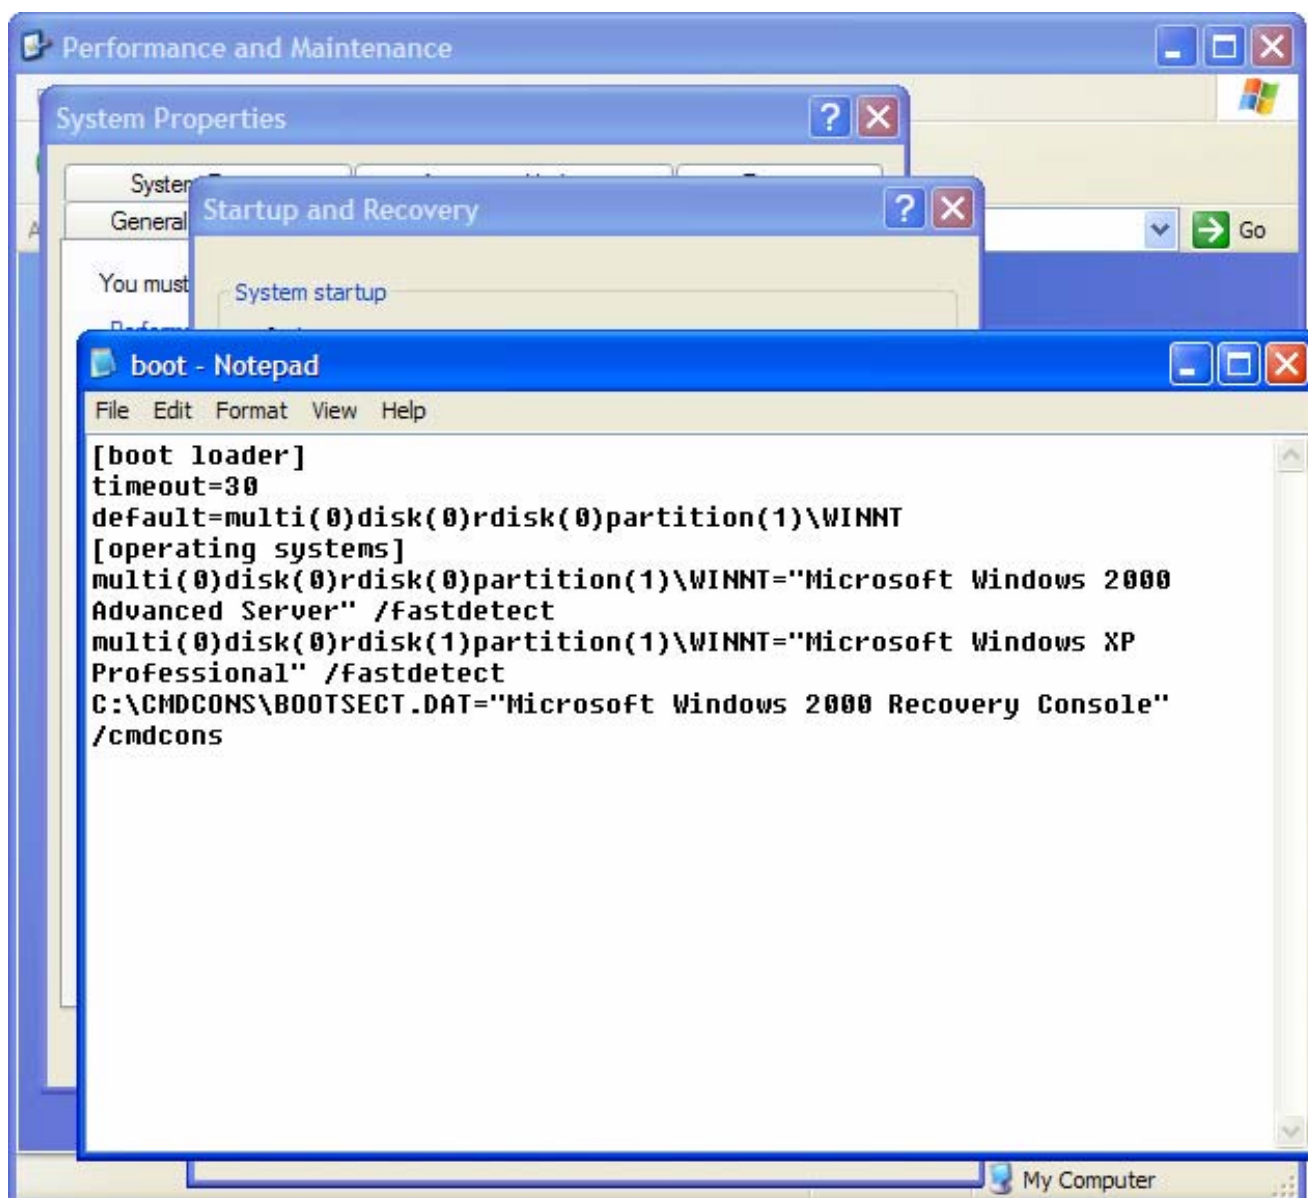 Performance and Maintenance
System Properties
System
Startup and Recovery
General
Go
You must
System startup
boot - Notepad
File Edit Format View Help
[boot loader]
timeout=30
default=multi(0)disk(0)rdisk(0)partition(1)\WINNT
[operating systems]
multi(0)disk(0)rdisk(0)partition(1)\WINNT="Microsoft Windows 2000
Advanced Server" /fastdetect
multi(0)disk(0)rdisk(1)partition(1)\WINNT="Microsoft Windows XP
Professional" /fastdetect
C:\CMDCONS\BOOTSECT.DAT="Microsoft Windows 2000 Recovery Console"
/cmdcons
My Computer